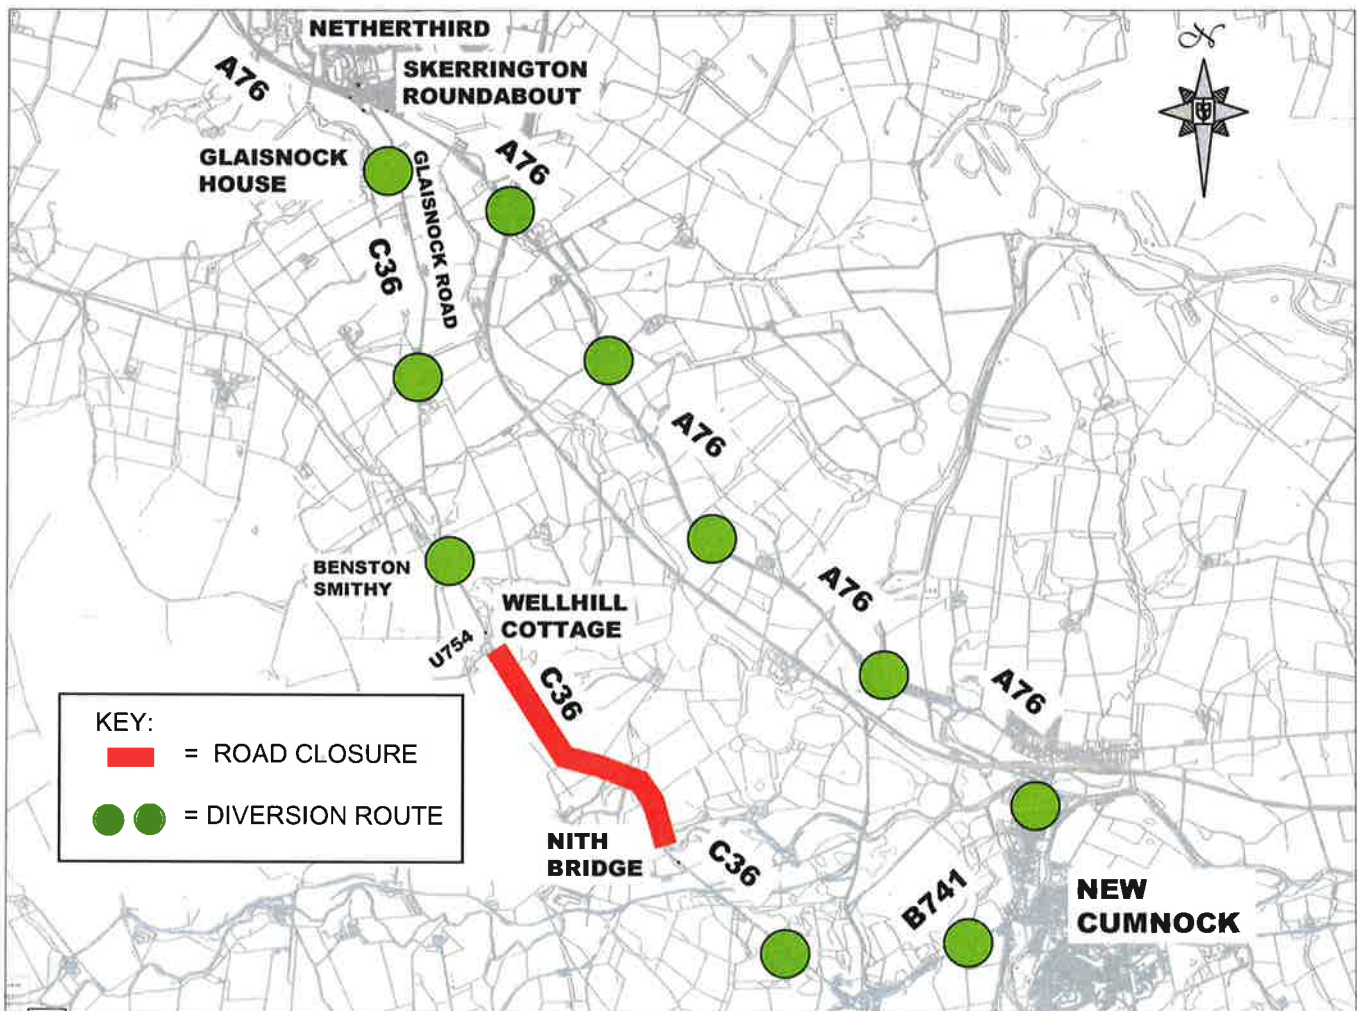 NETHERTHIRD
A76
SKERRINGTON
ROUNDABOUT
GLAISNOCK
HOUSE
GLAISNOCK ROAD
A76
C36
A76
BENSTON
SMITHY
A76
WELLHILL
COTTAGE
U754
C36
A76
KEY:
= ROAD CLOSURE
= DIVERSION ROUTE
NITH
BRIDGE
C36
B741
NEW
CUMNOCK